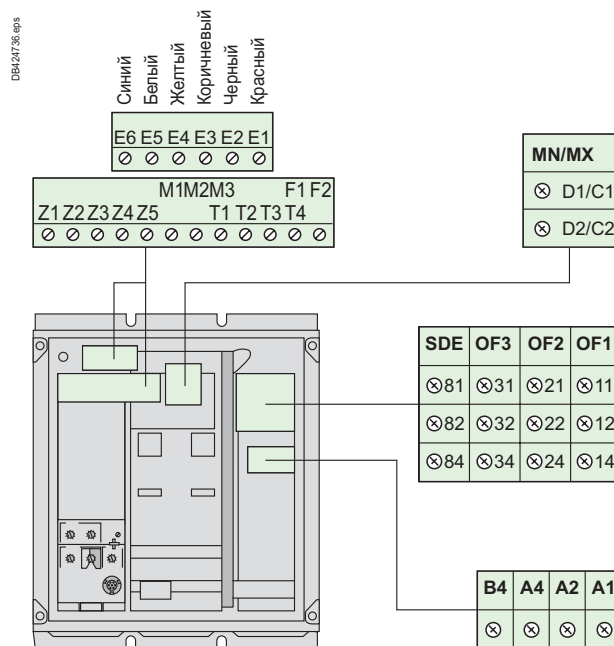 DB424736.eps
Синий
Белый
Желтый
Коричневый
Черный
Красный
E6 E5 E4 E3 E2 E1
M1M2M3 F1 F2
Z1 Z2 Z3 Z4 Z5 T1 T2 T3 T4
MN/MX
D1/C1
D2/C2
SDE OF3 OF2 OF1
81 31 21 11
82 32 22 12
84 34 24 14
B4 A4 A2 A1